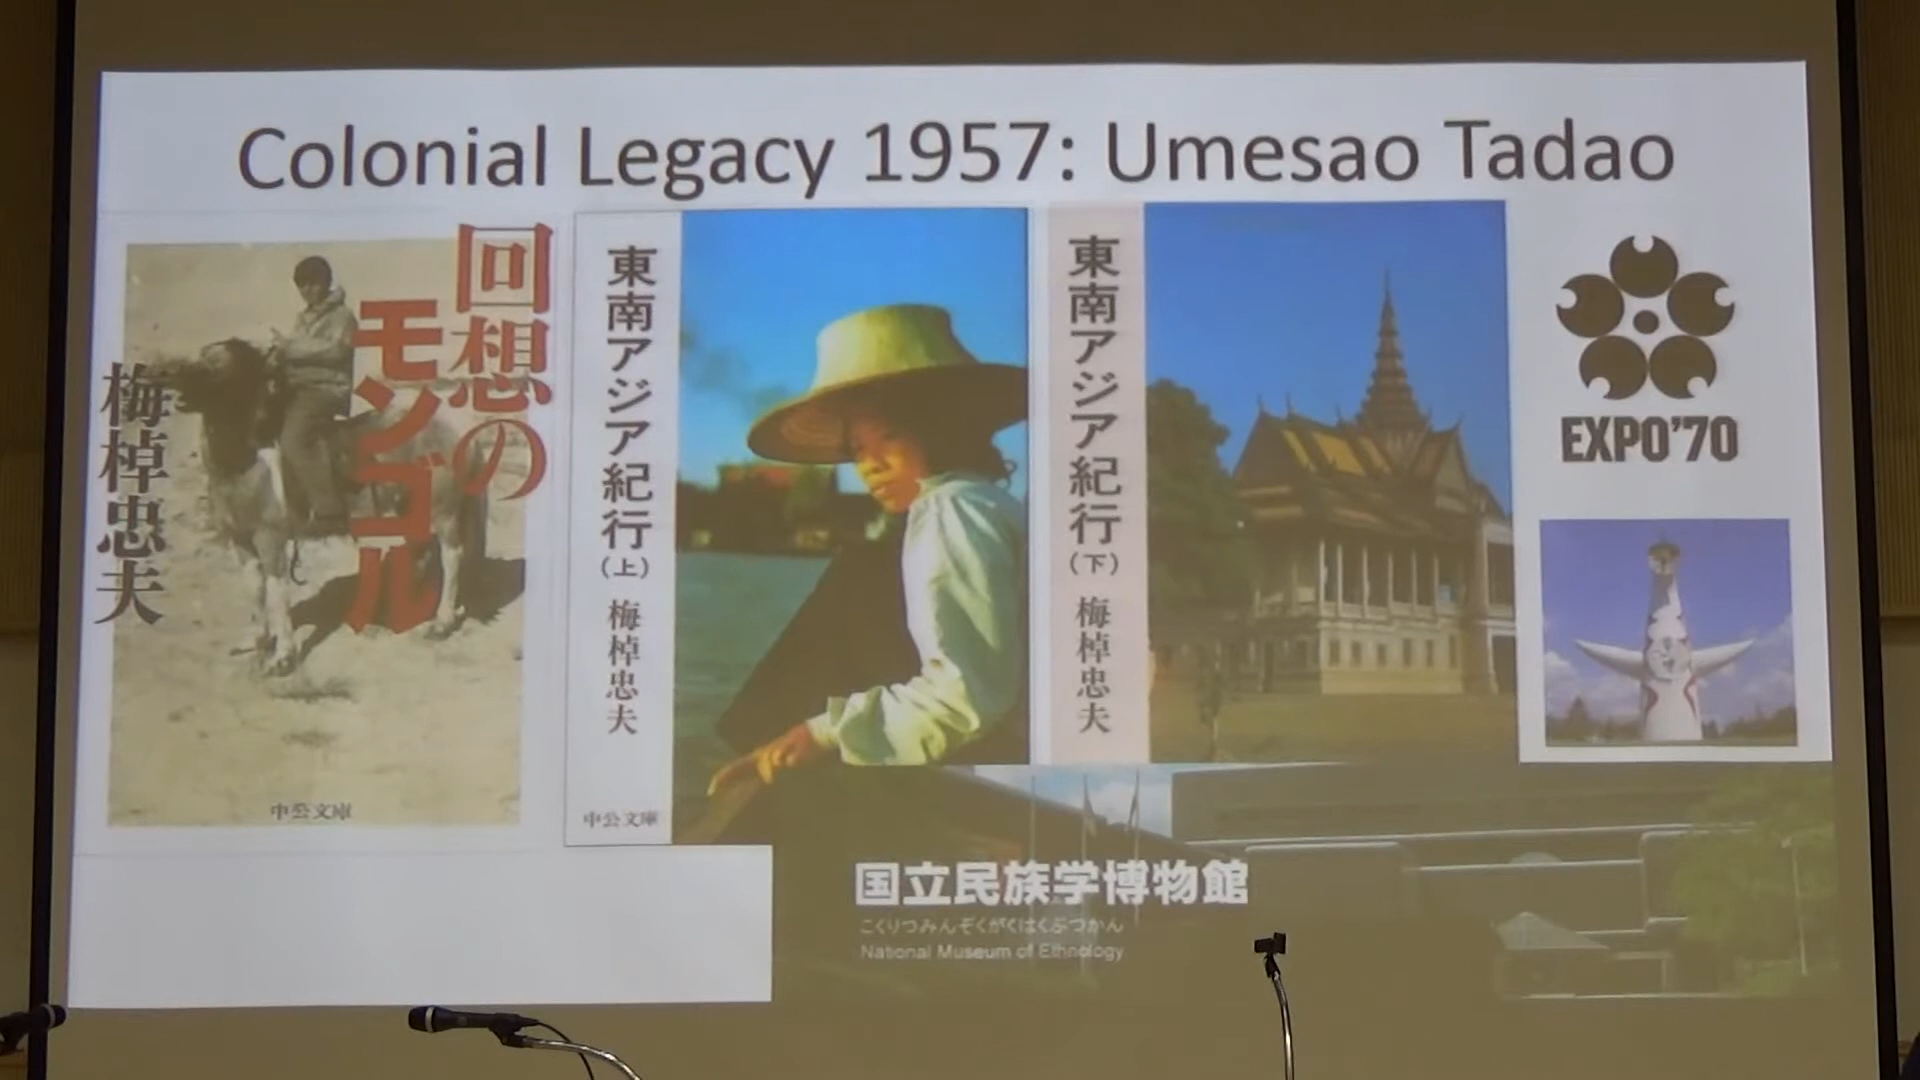 Colonial Legacy 1957: Umesao Tadao
回想の
モンゴル
梅棹忠夫
中公文庫
東南アジア紀行(上) 梅棹忠夫
中公文庫
東南アジア紀行(下) 梅棹忠夫
EXPO'70
国立民族学博物館
こくりつみんぞくがくはくぶつかん
National Museum of Ethnology